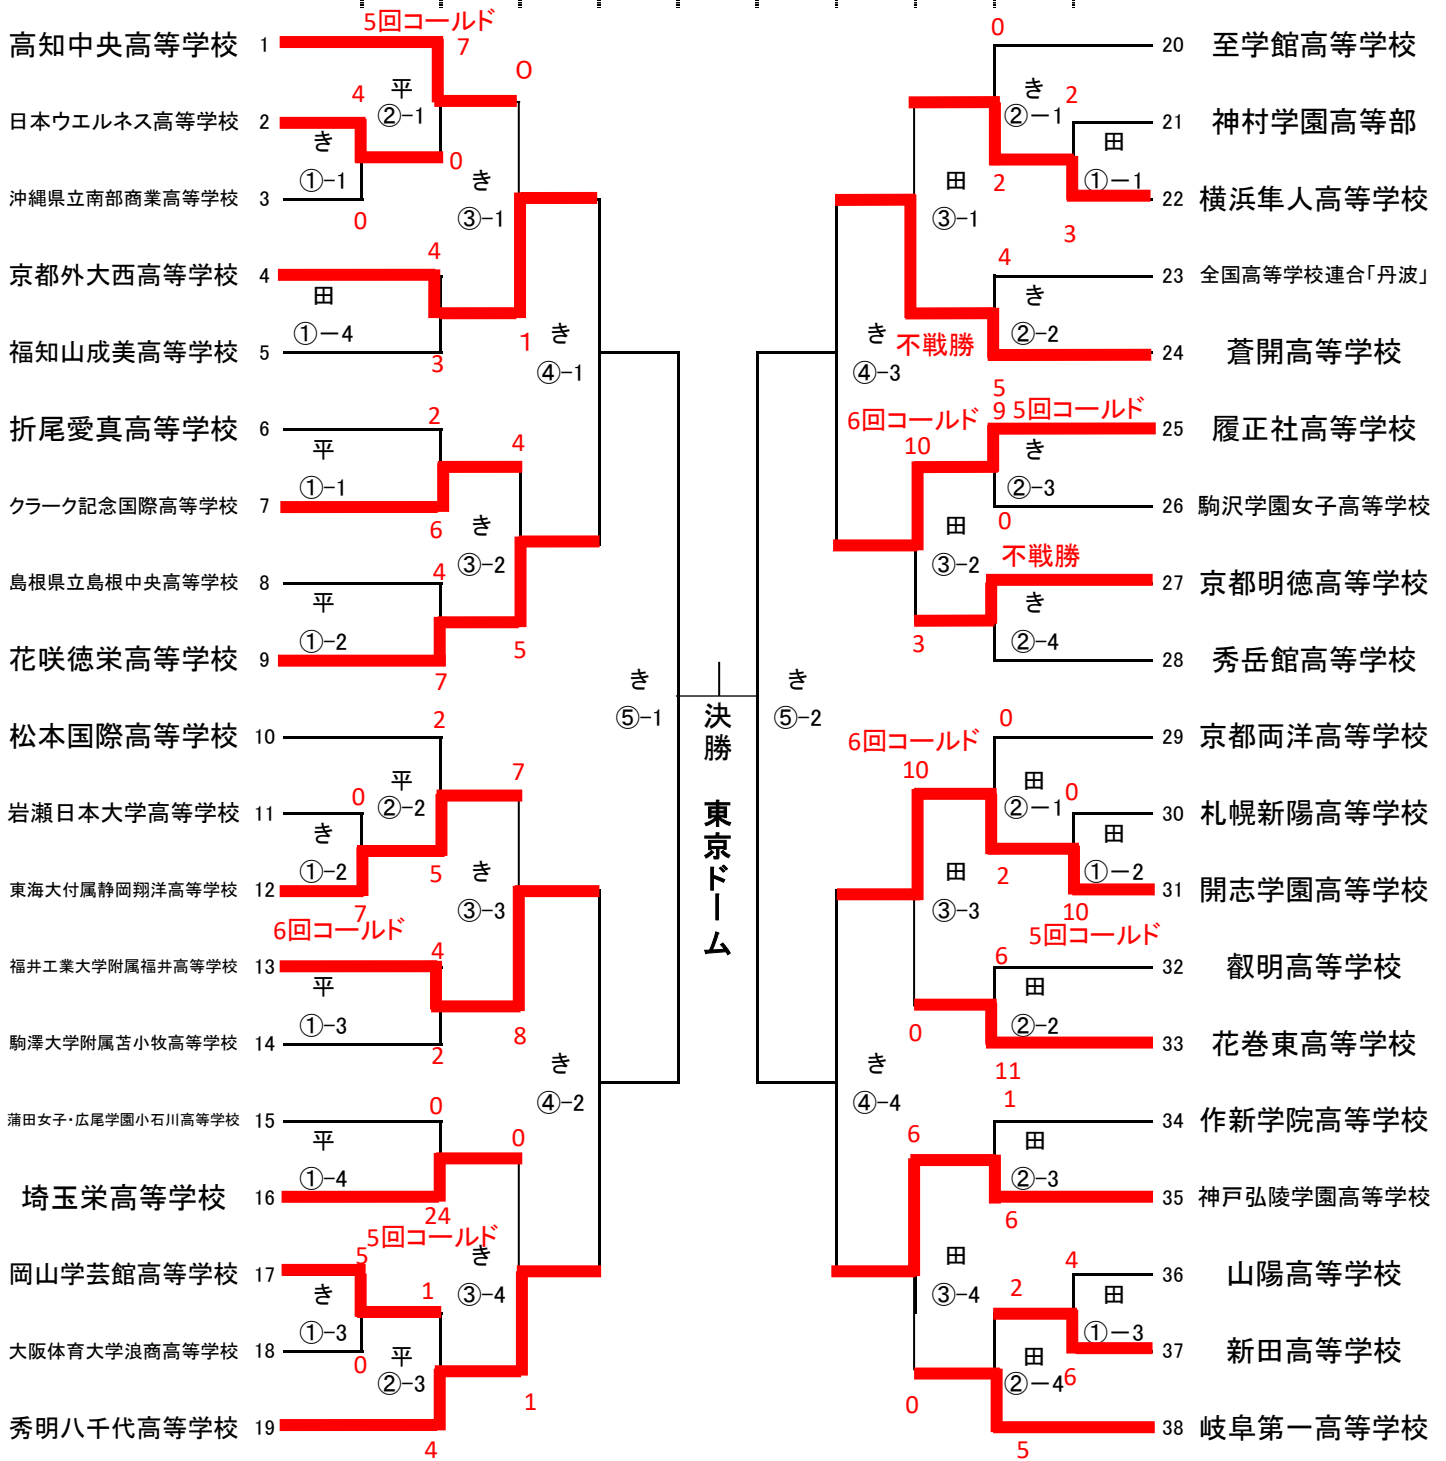 5回コールド
高知中央高等学校 1
7
0
平
②-1
4
日本ウエルネス高等学校 2
き
①-1
0
沖縄県立南部商業高等学校 3
0
き
③-1
京都外大西高等学校 4
4
田
①ー4
福知山成美高等学校 5
3
1
き
④-1
折尾愛真高等学校 6
2
平
①-1
クラーク記念国際高等学校 7
6
4
き
③-2
島根県立島根中央高等学校 8
4
平
①-2
花咲徳栄高等学校 9
7
5
き
⑤-1
松本国際高等学校 10
2
平
②-2
7
岩瀬日本大学高等学校 11
0
き
①-2
東海大付属静岡翔洋高等学校 12
7
5
き
③-3
6回コールド
福井工業大学附属福井高等学校 13
4
平
①-3
駒澤大学附属苫小牧高等学校 14
2
8
き
④-2
蒲田女子・広尾学園小石川高等学校 15
0
平
①-4
埼玉栄高等学校 16
24
0
5回コールド
き
③-4
岡山学芸館高等学校 17
5
き
①-3
1
大阪体育大学浪商高等学校 18
0
平
②-3
秀明八千代高等学校 19
4
1
決勝 東京ドーム
0
20 至学館高等学校
き
②ー1
2
21 神村学園高等部
田
①ー1
22 横浜隼人高等学校
3
2
田
③-1
4
23 全国高等学校連合「丹波」
き
②-2
不戦勝
24 蒼開高等学校
5
き
④-3
6回コールド
10
9
5回コールド
25 履正社高等学校
き
②-3
26 駒沢学園女子高等学校
0
田
③-2
不戦勝
27 京都明徳高等学校
き
②-4
3
28 秀岳館高等学校
き
⑤-2
0
29 京都両洋高等学校
6回コールド
10
田
②ー1
0
30 札幌新陽高等学校
田
①ー2
31 開志学園高等学校
10
5回コールド
2
田
③-3
6
32 叡明高等学校
田
②-2
0
33 花巻東高等学校
11
き
④-4
1
34 作新学院高等学校
6
田
②-3
35 神戸弘陵学園高等学校
6
田
③-4
4
36 山陽高等学校
2
田
①ー3
37 新田高等学校
6
田
②ー4
0
38 岐阜第一高等学校
5